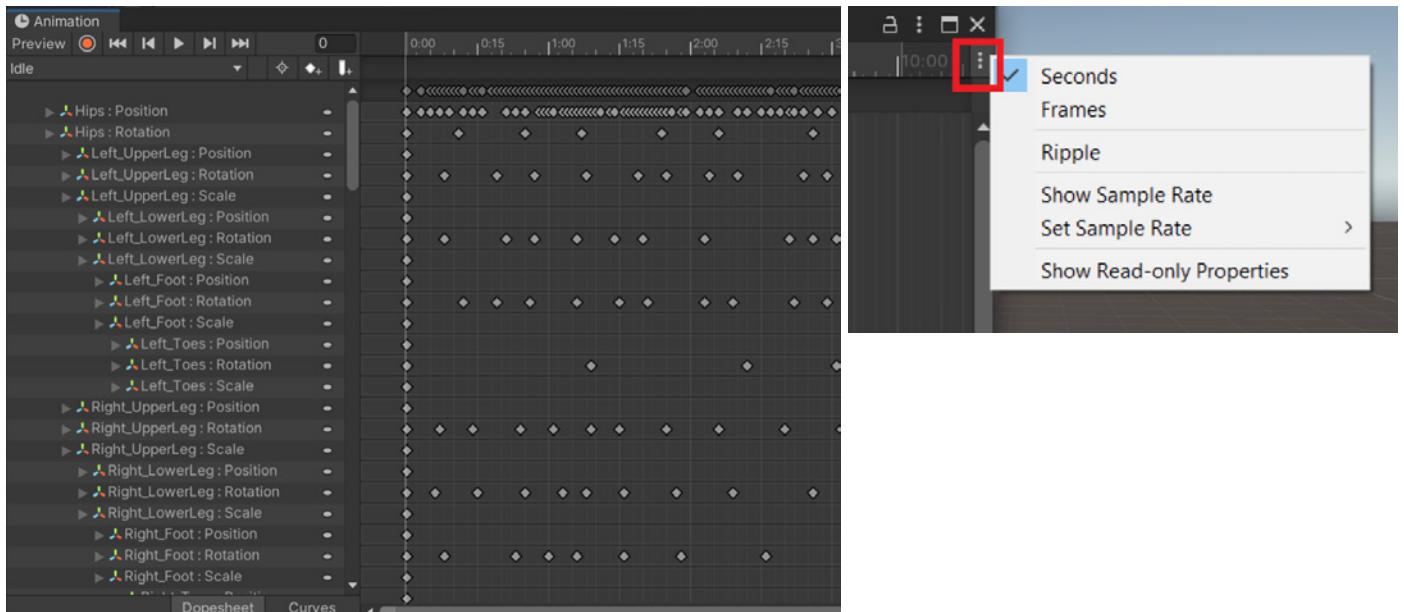 Animation
Preview 0 0:00 0:15 1:00 1:15 2:00 2:15
Idle
Hips : Position
Hips : Rotation
Left_UpperLeg : Position
Left_UpperLeg : Rotation
Left_UpperLeg : Scale
Left_LowerLeg : Position
Left_LowerLeg : Rotation
Left_LowerLeg : Scale
Left_Foot : Position
Left_Foot : Rotation
Left_Foot : Scale
Left_Toes : Position
Left_Toes : Rotation
Left_Toes : Scale
Right_UpperLeg : Position
Right_UpperLeg : Rotation
Right_UpperLeg : Scale
Right_LowerLeg : Position
Right_LowerLeg : Rotation
Right_LowerLeg : Scale
Right_Foot : Position
Right_Foot : Rotation
Right_Foot : Scale
Dopesheet Curves
10:00
Seconds
Frames
Ripple
Show Sample Rate
Set Sample Rate
Show Read-only Properties